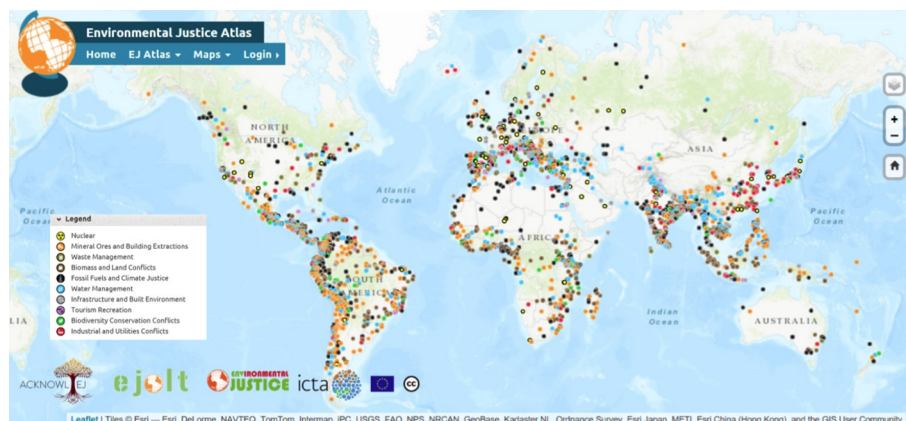 Environmental Justice Atlas
Home EJ Atlas Maps Login
NORTH
AMERICA
EUROPE
ASIA
Atlantic
Ocean
Pacific
Ocean
Pacific
Ocean
AFRICA
SOUTH
AMERICA
Indian
Ocean
AUSTRALIA
LIA
Legend
Nuclear
Mineral Ores and Building Extractions
Waste Management
Biomass and Land Conflicts
Fossil Fuels and Climate Justice
Water Management
Infrastructure and Built Environment
Tourism Recreation
Biodiversity Conservation Conflicts
Industrial and Utilities Conflicts
ACKNOWL EJ
ejolt
ENVIRONMENTAL
JUSTICE
icta
cc
Leaflet | Tiles © Esri — Esri, DeLorme, NAVTEQ, TomTom, Intermap, iPC, USGS, FAO, NPS, NRCAN, GeoBase, Kadaster NL, Ordnance Survey, Esri Japan, METI, Esri China (Hong Kong), and the GIS User Community